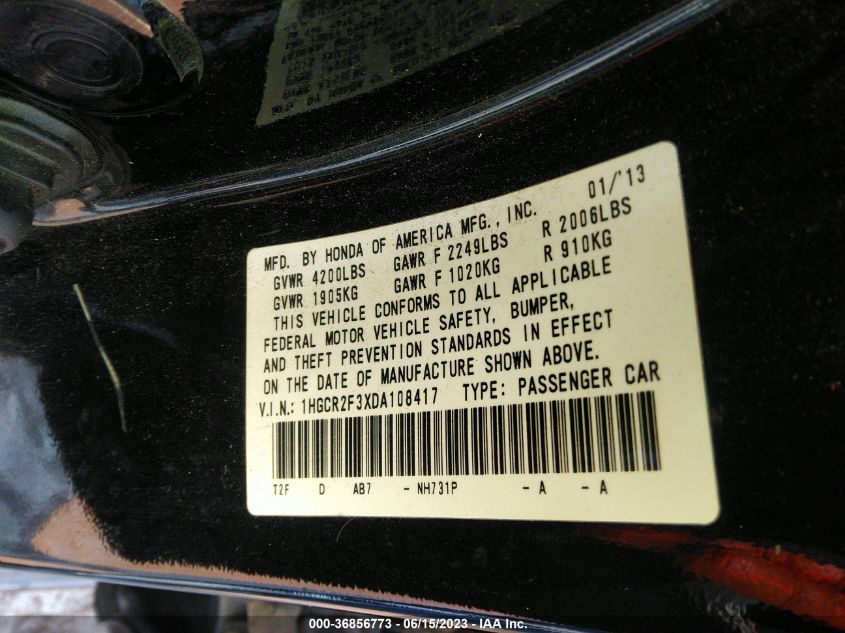 01/'13
MFD. BY HONDA OF AMERICA MFG., INC.
GVWR 4200LBS GAWR F 2249LBS R 2006LBS
GVWR 1905KG GAWR F 1020KG R 910KG
THIS VEHICLE CONFORMS TO ALL APPLICABLE
FEDERAL MOTOR VEHICLE SAFETY, BUMPER,
AND THEFT PREVENTION STANDARDS IN EFFECT
ON THE DATE OF MANUFACTURE SHOWN ABOVE.
V.I.N.: 1HGCR2F3XDA108417 TYPE: PASSENGER CAR
T2F D AB7 - NH731P - A - A
000-36856773 - 06/15/2023 - IAA Inc.